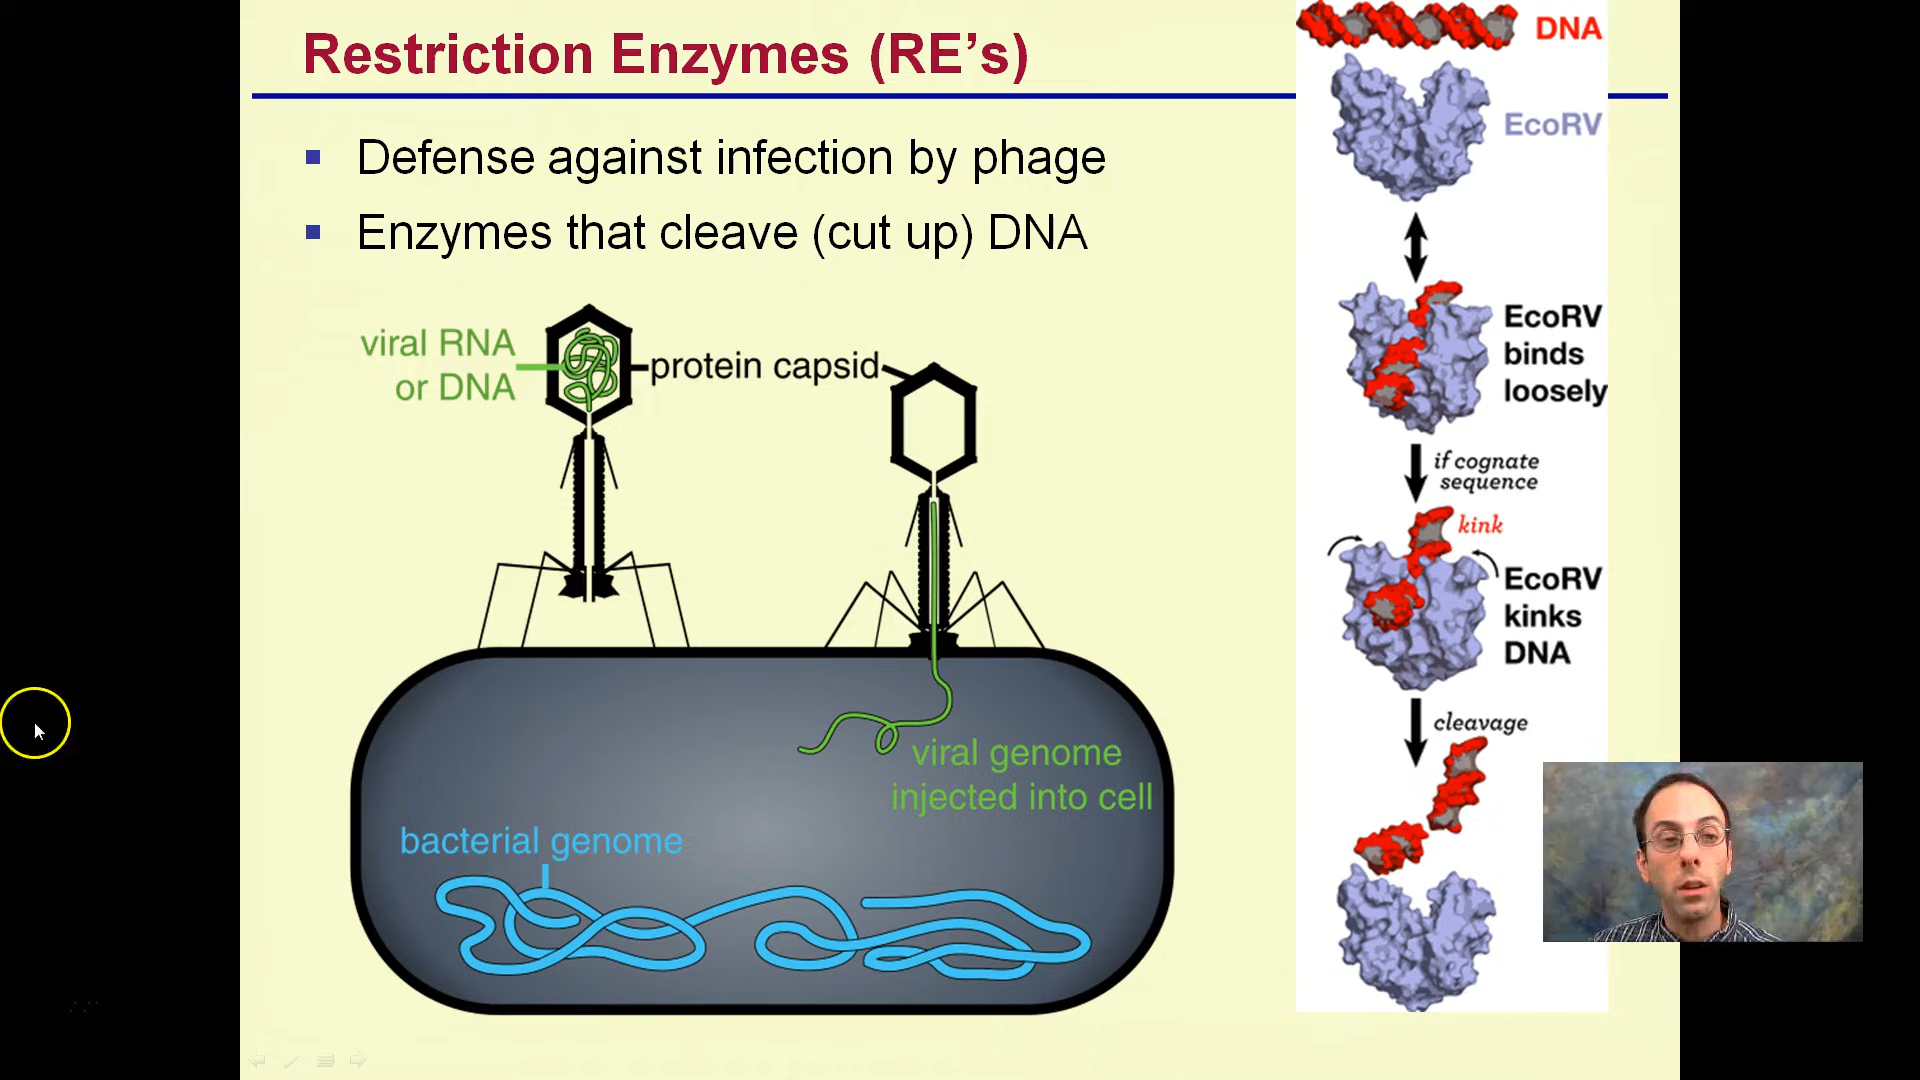 Restriction Enzymes (RE’s)
▪ Defense against infection by phage
▪ Enzymes that cleave (cut up) DNA
viral RNA
or DNA
protein capsid
viral genome
injected into cell
bacterial genome
DNA
EcoRV
EcoRV
binds
loosely
if cognate
sequence
kink
EcoRV
kinks
DNA
cleavage